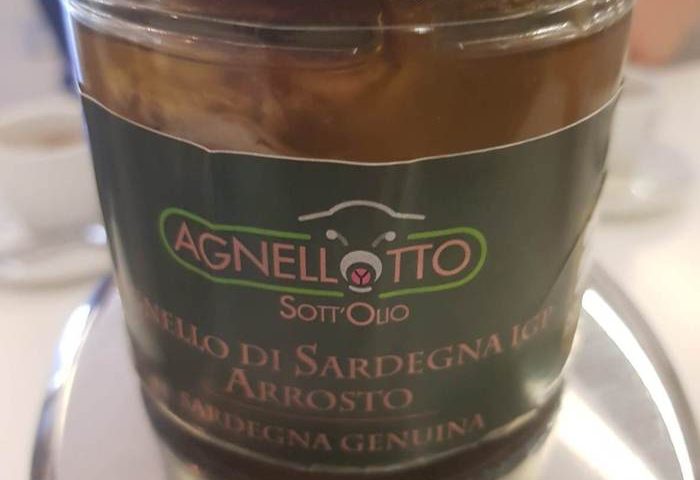 AGNELLOTTO
SOTT'OLIO
NELLO DI SARDEGNA IGP
ARROSTO
SARDEGNA GENUINA